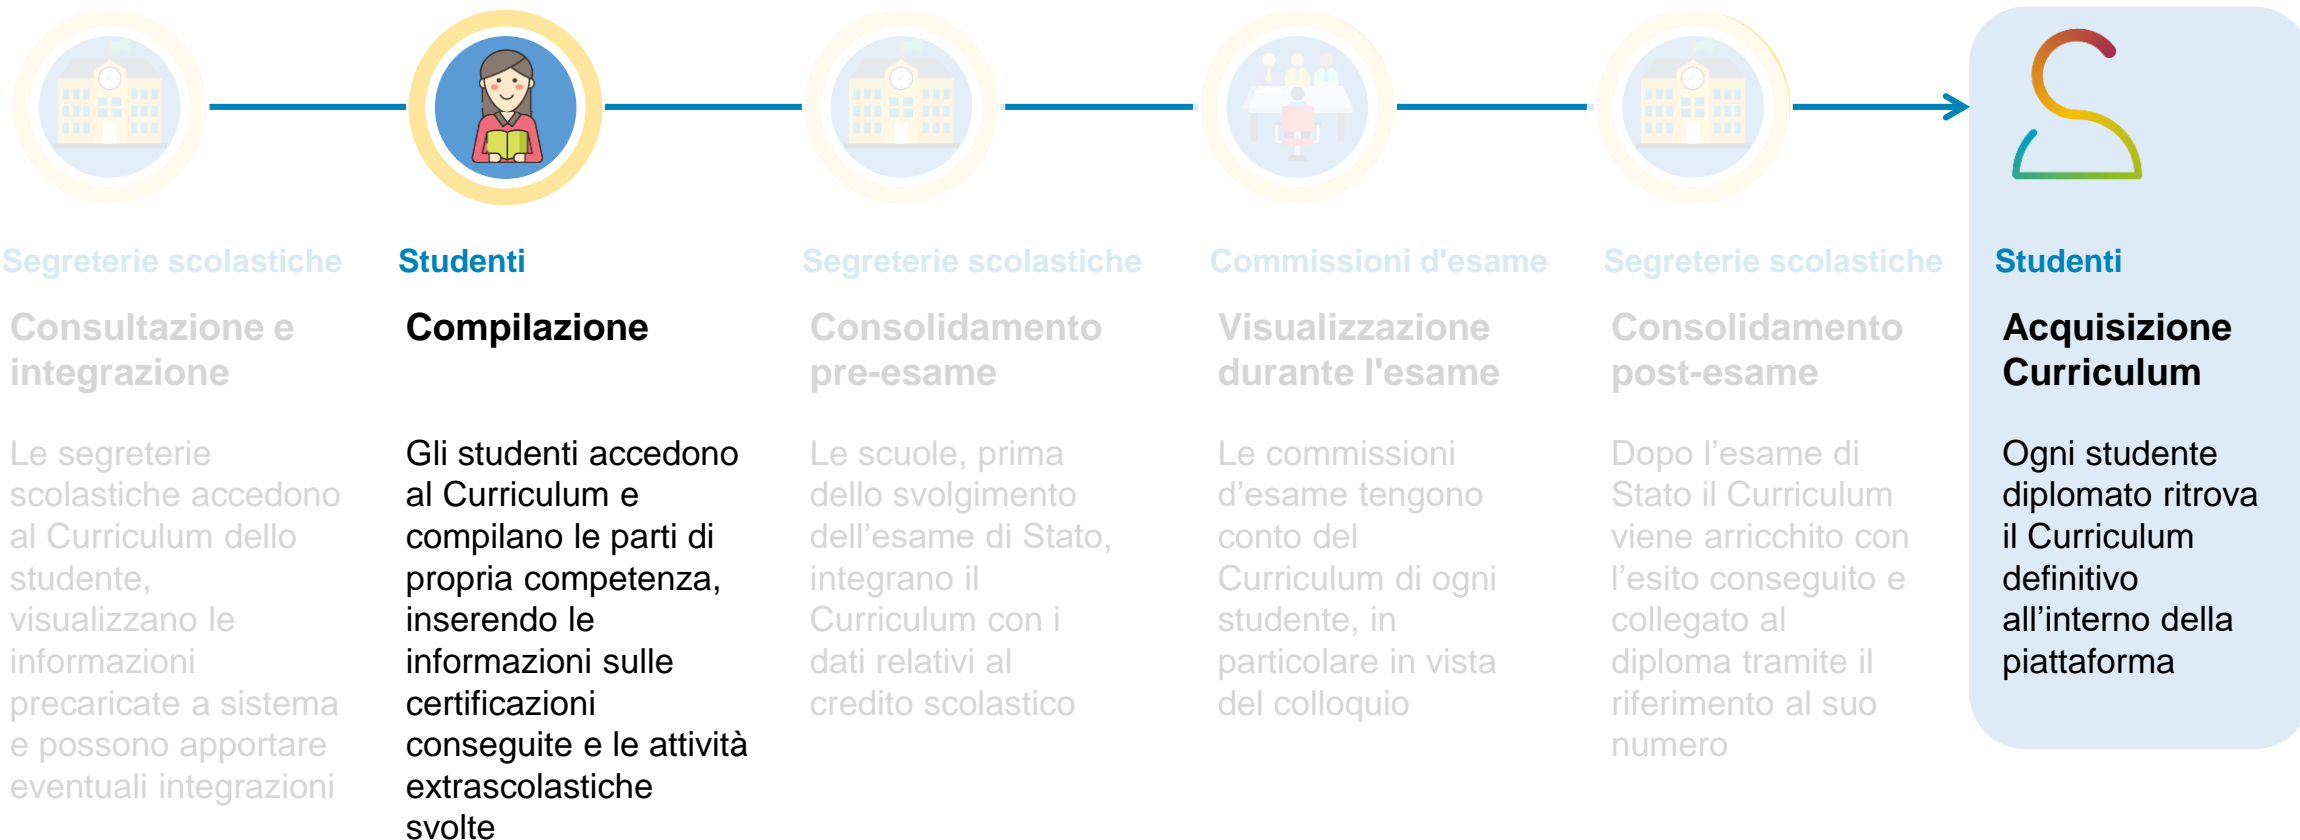 Segreterie scolastiche
Consultazione e
integrazione
Le segreterie
scolastiche accedono
al Curriculum dello
studente,
visualizzano le
informazioni
precaricate a sistema
e possono apportare
eventuali integrazioni
Studenti
Compilazione
Gli studenti accedono
al Curriculum e
compilano le parti di
propria competenza,
inserendo le
informazioni sulle
certificazioni
conseguite e le attività
extrascolastiche
svolte
Segreterie scolastiche
Consolidamento
pre-esame
Le scuole, prima
dello svolgimento
dell’esame di Stato,
integrano il
Curriculum con i
dati relativi al
credito scolastico
Commissioni d'esame
Visualizzazione
durante l'esame
Le commissioni
d’esame tengono
conto del
Curriculum di ogni
studente, in
particolare in vista
del colloquio
Segreterie scolastiche
Consolidamento
post-esame
Dopo l’esame di
Stato il Curriculum
viene arricchito con
l’esito conseguito e
collegato al
diploma tramite il
riferimento al suo
numero
Studenti
Acquisizione
Curriculum
Ogni studente
diplomato ritrova
il Curriculum
definitivo
all’interno della
piattaforma